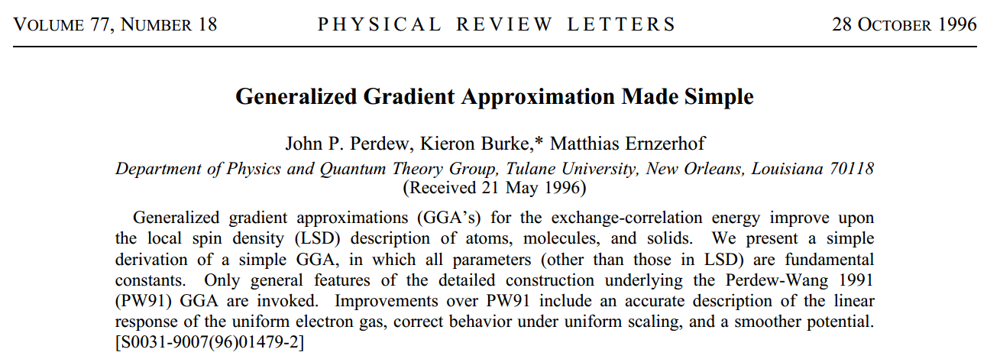 VOLUME 77, NUMBER 18 PHYSICAL REVIEW LETTERS 28 OCTOBER 1996
Generalized Gradient Approximation Made Simple
John P. Perdew, Kieron Burke,* Matthias Ernzerhof
Department of Physics and Quantum Theory Group, Tulane University, New Orleans, Louisiana 70118
(Received 21 May 1996)
Generalized gradient approximations (GGA's) for the exchange-correlation energy improve upon
the local spin density (LSD) description of atoms, molecules, and solids. We present a simple
derivation of a simple GGA, in which all parameters (other than those in LSD) are fundamental
constants. Only general features of the detailed construction underlying the Perdew-Wang 1991
(PW91) GGA are invoked. Improvements over PW91 include an accurate description of the linear
response of the uniform electron gas, correct behavior under uniform scaling, and a smoother potential.
[S0031-9007(96)01479-2]